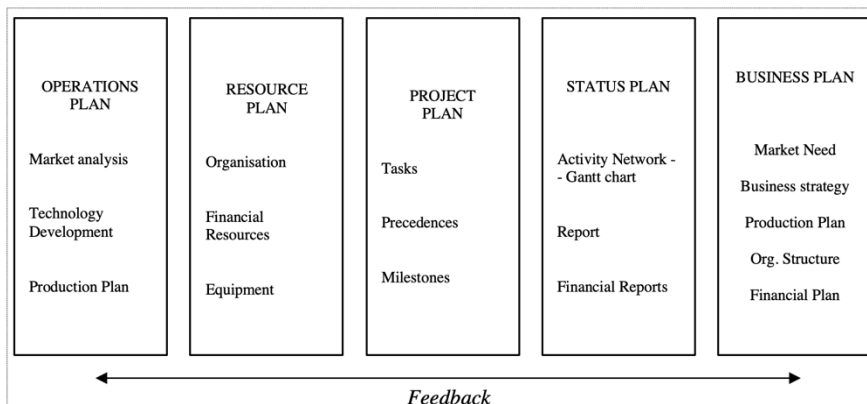 OPERATIONS
PLAN
Market analysis
Technology
Development
Production Plan
RESOURCE
PLAN
Organisation
Financial
Resources
Equipment
PROJECT
PLAN
Tasks
Precedences
Milestones
STATUS PLAN
Activity Network -
- Gantt chart
Report
Financial Reports
BUSINESS PLAN
Market Need
Business strategy
Production Plan
Org. Structure
Financial Plan
Feedback